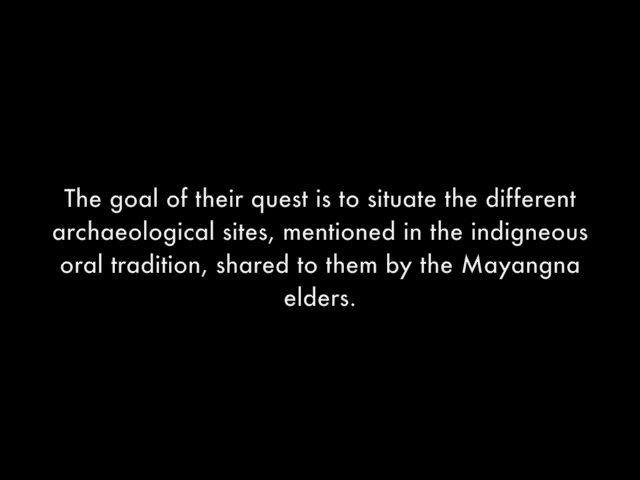 The goal of their quest is to situate the different
archaeological sites, mentioned in the indigneous
oral tradition, shared to them by the Mayangna
elders.